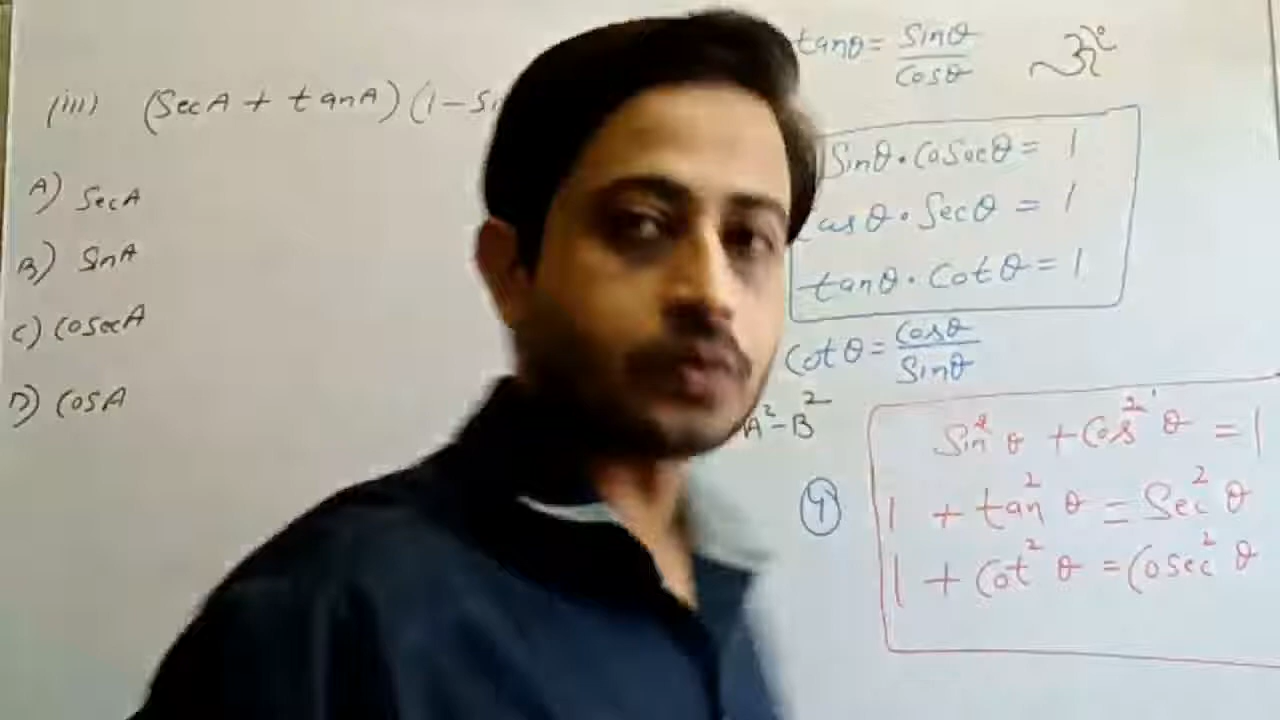 (iii) (SecA + tanA) (1 - Si
A) SecA
B) SinA
C) CosecA
D) CosA
tanθ = Sinθ / Cosθ
Sinθ . Cosecθ = 1
Cosθ . Secθ = 1
tanθ . Cotθ = 1
Cotθ = Cosθ / Sinθ
A² - B²
Sin²θ + Cos²θ = 1
1 + tan²θ = Sec²θ
1 + Cot²θ = Cosec²θ